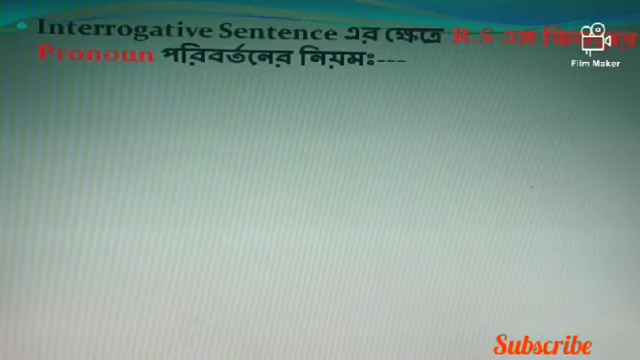 Interrogative Sentence এর ক্ষেত্রে R.S এর
Pronoun পরিবর্তনের নিয়মঃ---
Film Maker
Subscribe